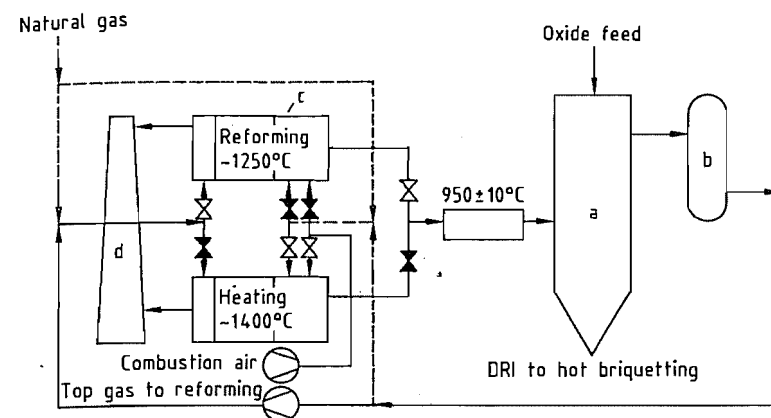 Natural gas
Oxide feed
c
Reforming
~1250°C
b
950±10°C
a
d
Heating
~1400°C
Combustion air
DRI to hot briquetting
Top gas to reforming